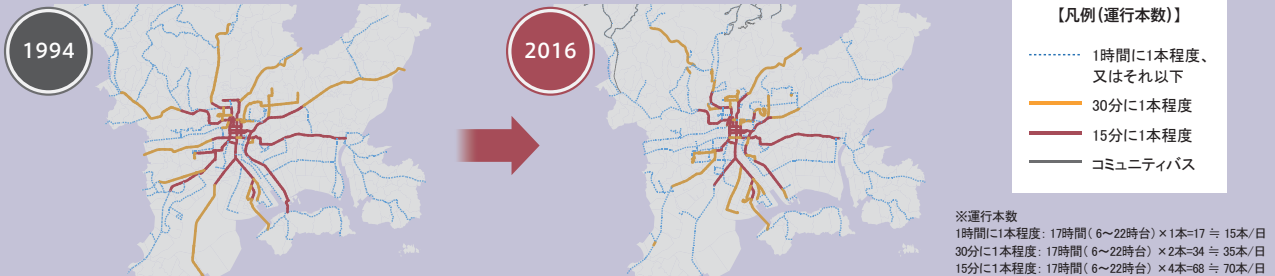 1994
2016
【凡例(運行本数)】
1時間に1本程度、
又はそれ以下
30分に1本程度
15分に1本程度
コミュニティバス
※運行本数
1時間に1本程度: 17時間( 6～22時台) ×1本=17 ≒ 15本/日
30分に1本程度: 17時間( 6～22時台) ×2本=34 ≒ 35本/日
15分に1本程度: 17時間( 6～22時台) ×4本=68 ≒ 70本/日